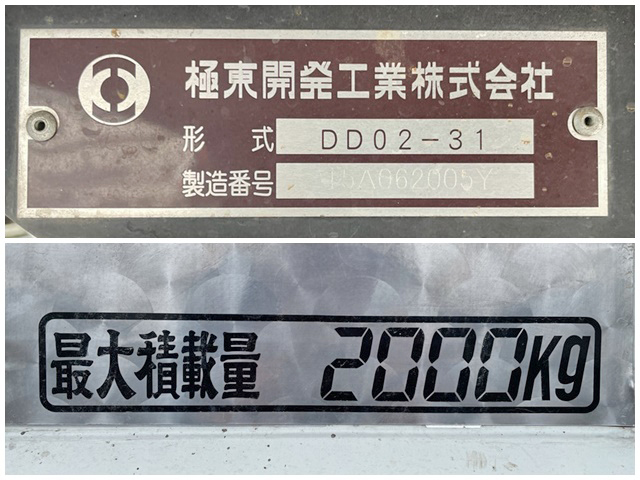 極東開発工業株式会社
形式 DD02-31
製造番号
最大積載量 2000Kg